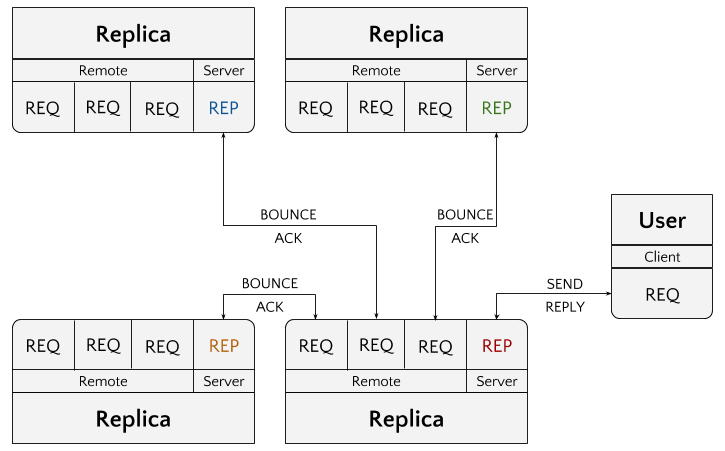 Replica
Remote Server
REQ REQ REQ REP
Replica
Remote Server
REQ REQ REQ REP
BOUNCE
ACK
BOUNCE
ACK
User
Client
REQ
SEND
REPLY
BOUNCE
ACK
REQ REQ REQ REP
Remote Server
Replica
REQ REQ REQ REP
Remote Server
Replica